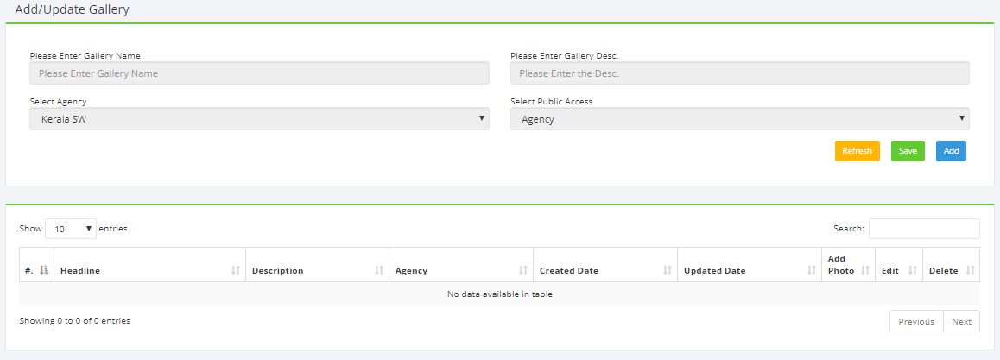 Add/Update Gallery
Please Enter Gallery Name
Please Enter Gallery Desc.
Please Enter Gallery Name
Please Enter the Desc.
Select Agency
Select Public Access
Kerala SW
Agency
Refresh
Save
Add
Show 10 entries
Search:
#. Headline Description Agency Created Date Updated Date Add Photo Edit Delete
No data available in table
Showing 0 to 0 of 0 entries
Previous Next